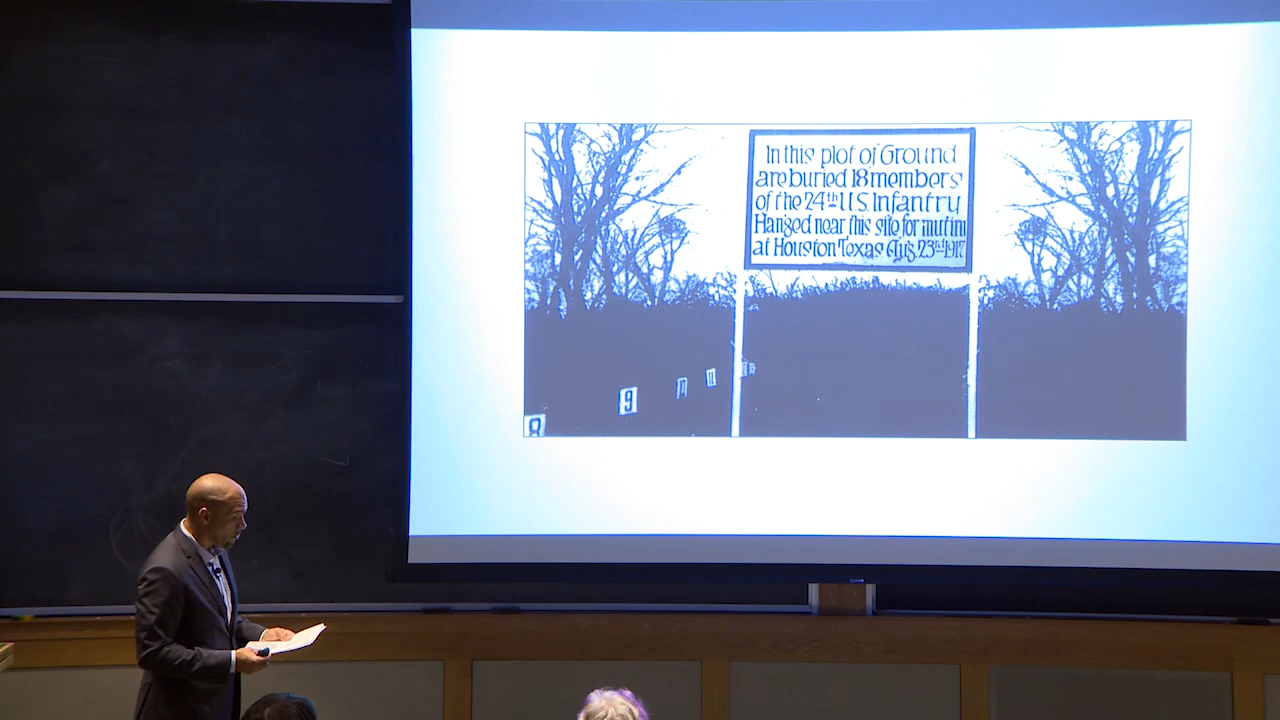 In this plot of Ground
are buried 18 members
of the 24th U.S. Infantry
Hanged near this site for mutin
at Houston Texas Aug. 23rd 1917
8
9
11